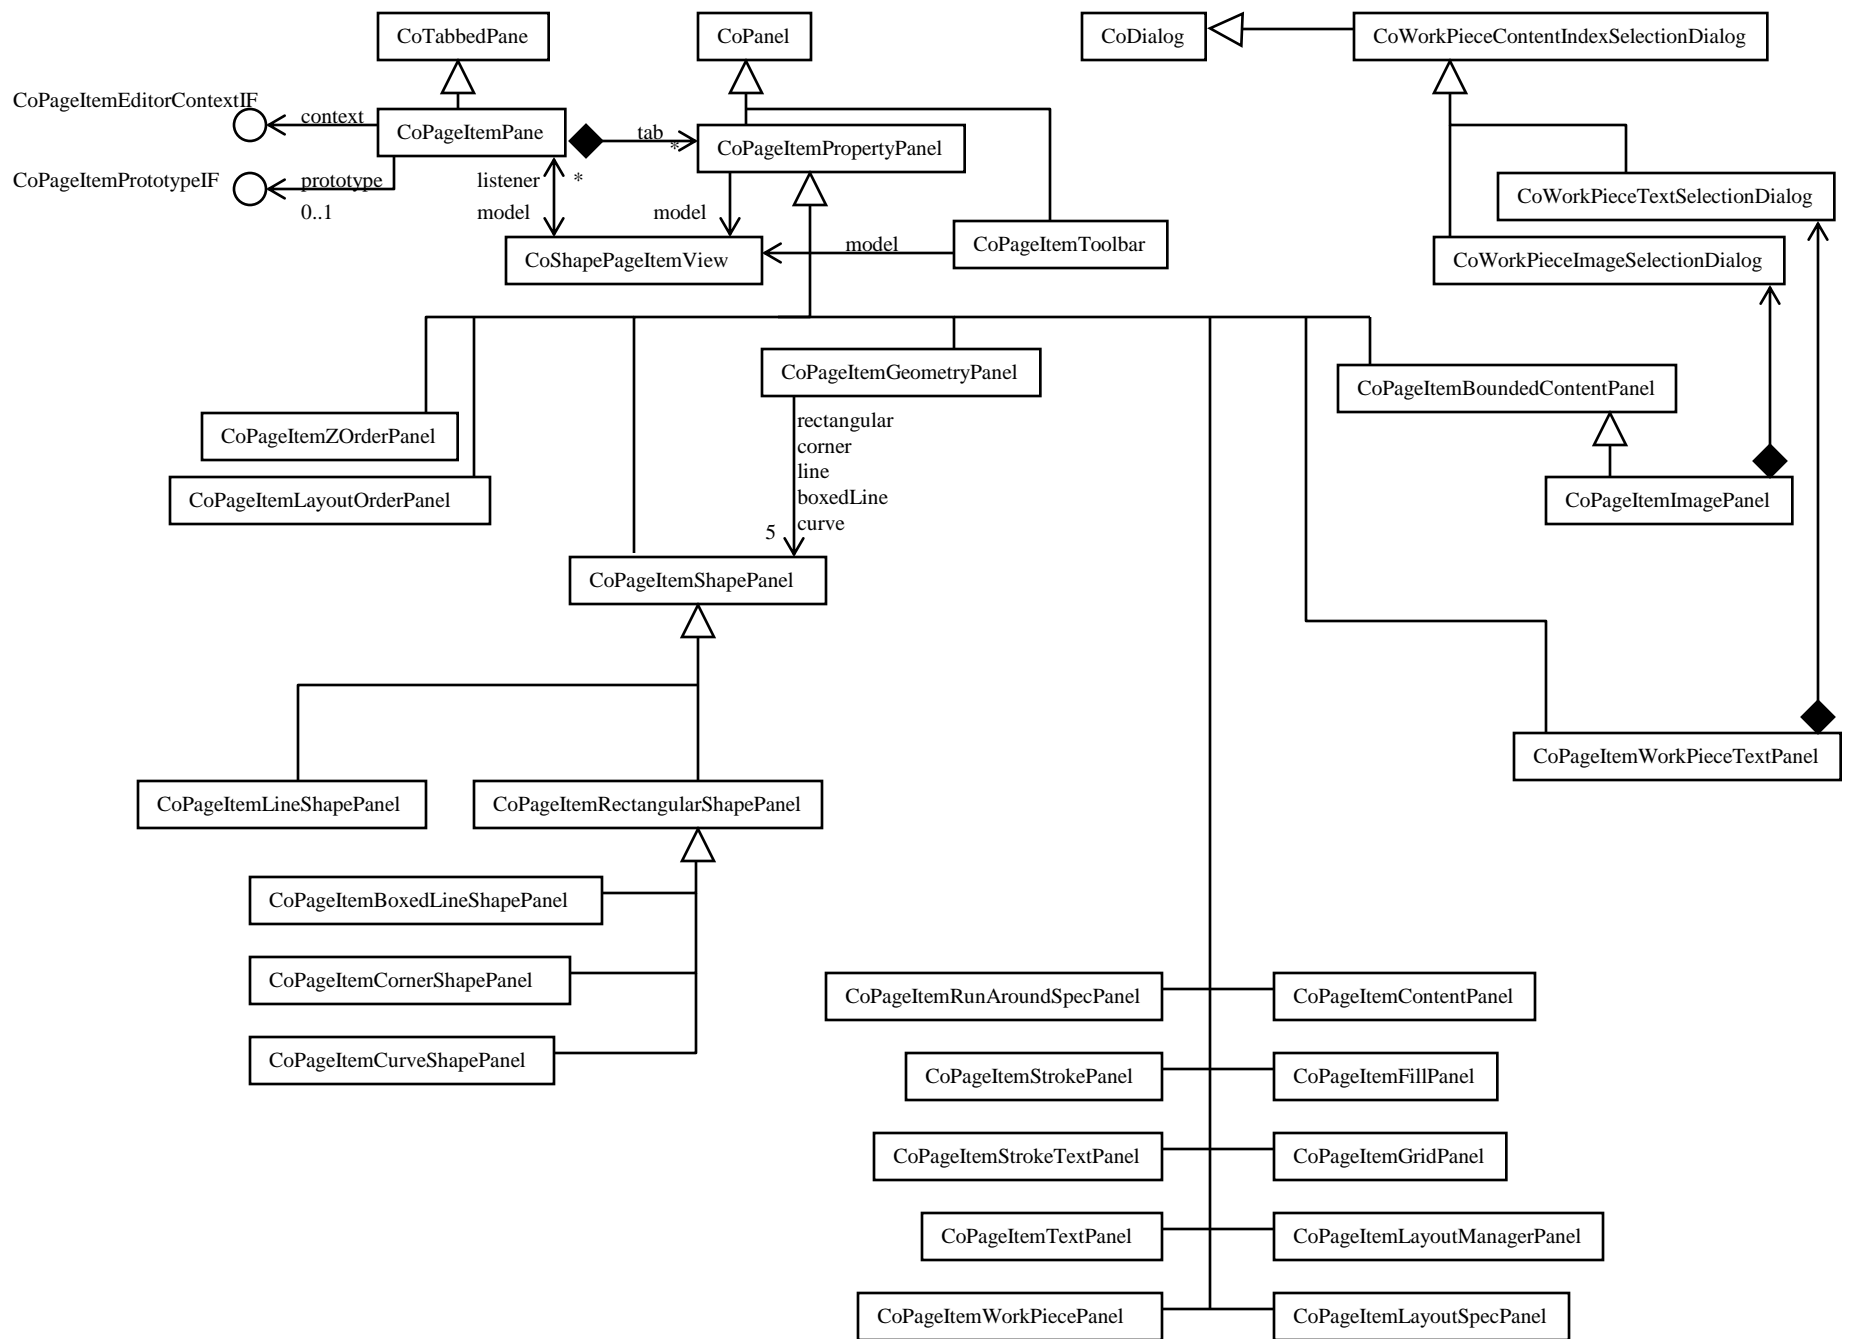 CoTabbedPane
CoPanel
CoDialog
CoWorkPieceContentIndexSelectionDialog
CoPageItemEditorContextIF
context
CoPageItemPane
tab
*
CoPageItemPropertyPanel
CoPageItemPrototypeIF
prototype
0..1
listener
*
model
model
CoWorkPieceTextSelectionDialog
CoShapePageItemView
model
CoPageItemToolbar
CoWorkPieceImageSelectionDialog
CoPageItemGeometryPanel
CoPageItemBoundedContentPanel
rectangular
corner
line
boxedLine
curve
5
CoPageItemZOrderPanel
CoPageItemLayoutOrderPanel
CoPageItemImagePanel
CoPageItemShapePanel
CoPageItemWorkPieceTextPanel
CoPageItemLineShapePanel
CoPageItemRectangularShapePanel
CoPageItemBoxedLineShapePanel
CoPageItemCornerShapePanel
CoPageItemCurveShapePanel
CoPageItemRunAroundSpecPanel
CoPageItemContentPanel
CoPageItemStrokePanel
CoPageItemFillPanel
CoPageItemStrokeTextPanel
CoPageItemGridPanel
CoPageItemTextPanel
CoPageItemLayoutManagerPanel
CoPageItemWorkPiecePanel
CoPageItemLayoutSpecPanel